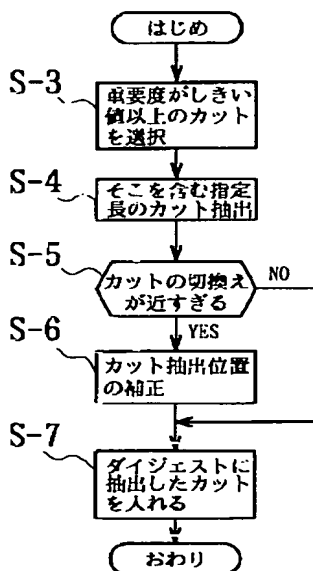 はじめ
S-3
重要度がしきい
値以上のカット
を選択
S-4
そこを含む指定
長のカット抽出
S-5
カットの切換え
が近すぎる
NO
YES
S-6
カット抽出位置
の補正
S-7
ダイジェストに
抽出したカット
を入れる
おわり